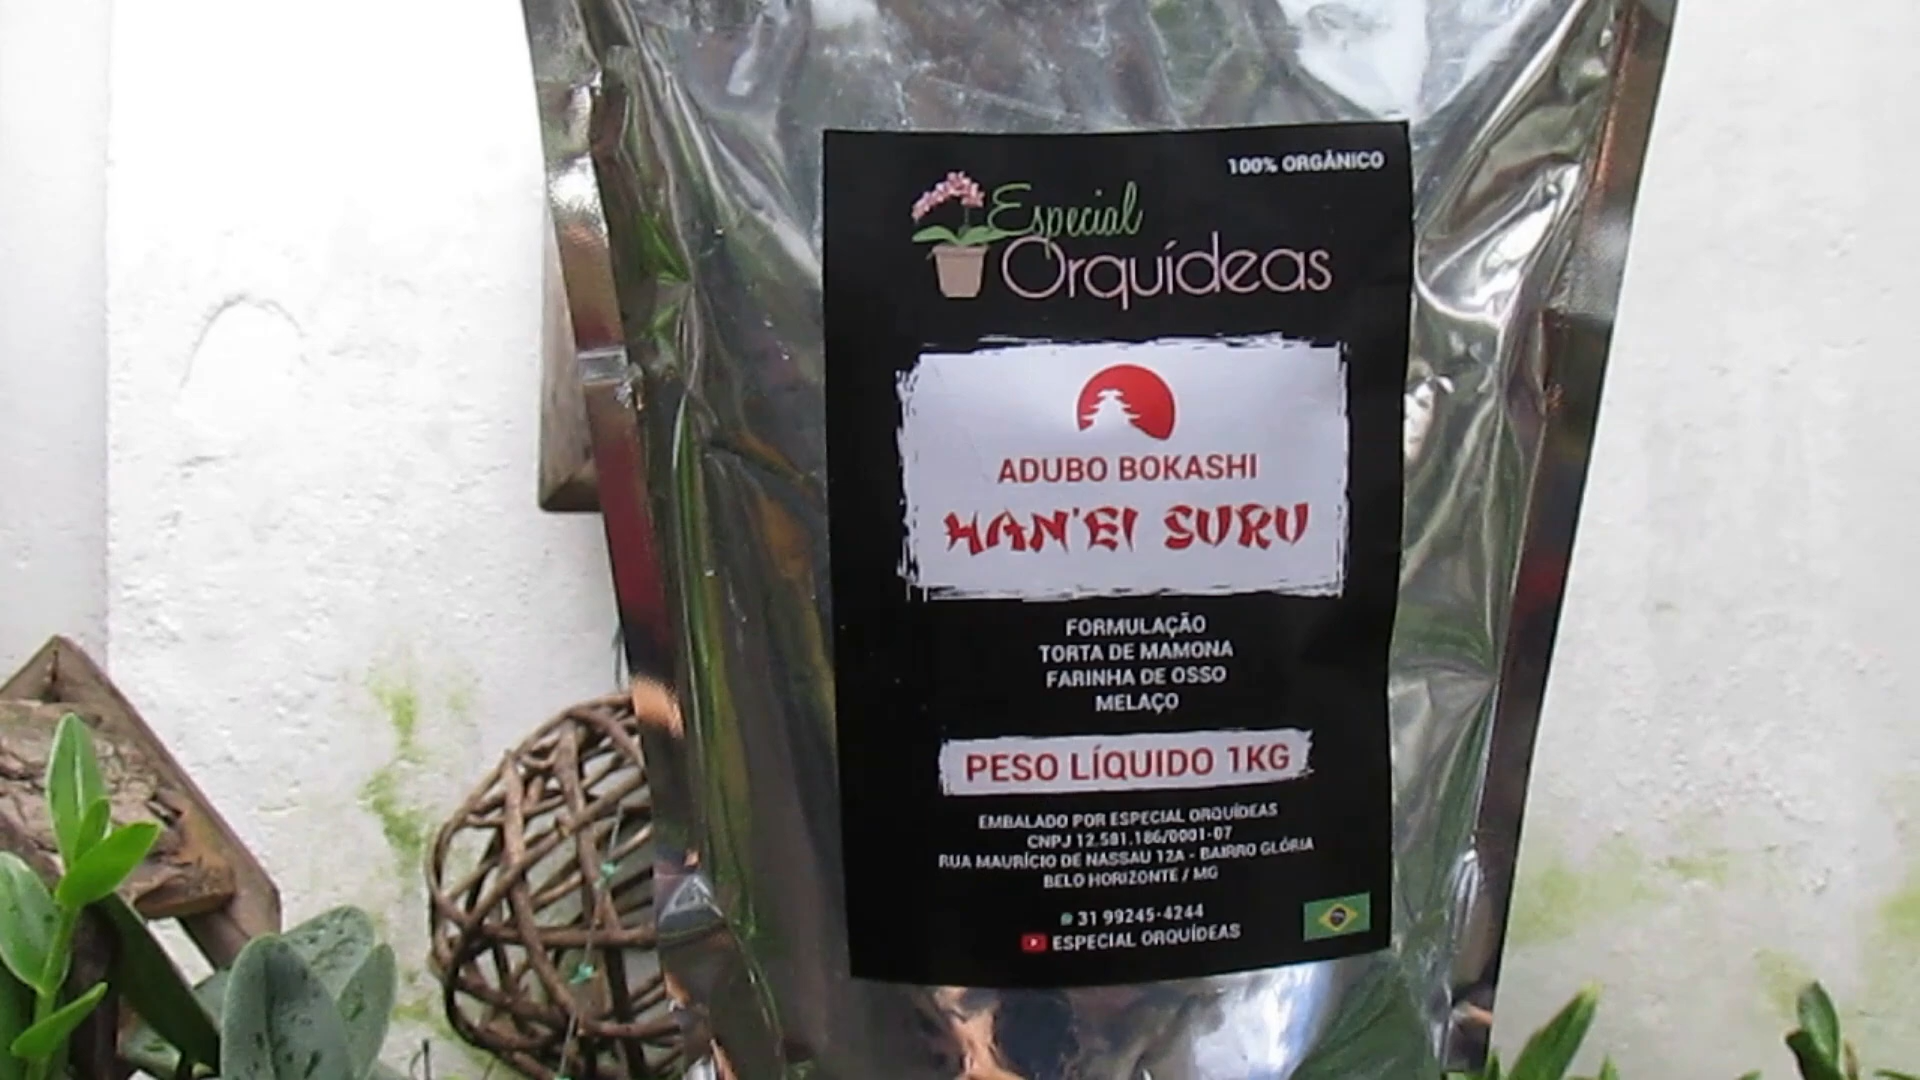 100% ORGÂNICO
Especial
Orquídeas
ADUBO BOKASHI
HAN'EI SURU
FORMULAÇÃO
TORTA DE MAMONA
FARINHA DE OSSO
MELAÇO
PESO LÍQUIDO 1KG
EMBALADO POR ESPECIAL ORQUÍDEAS
CNPJ 12.581.186/0001-07
RUA MAURÍCIO DE NASSAU 12A - BAIRRO GLÓRIA
BELO HORIZONTE / MG
31 99245-4244
ESPECIAL ORQUÍDEAS